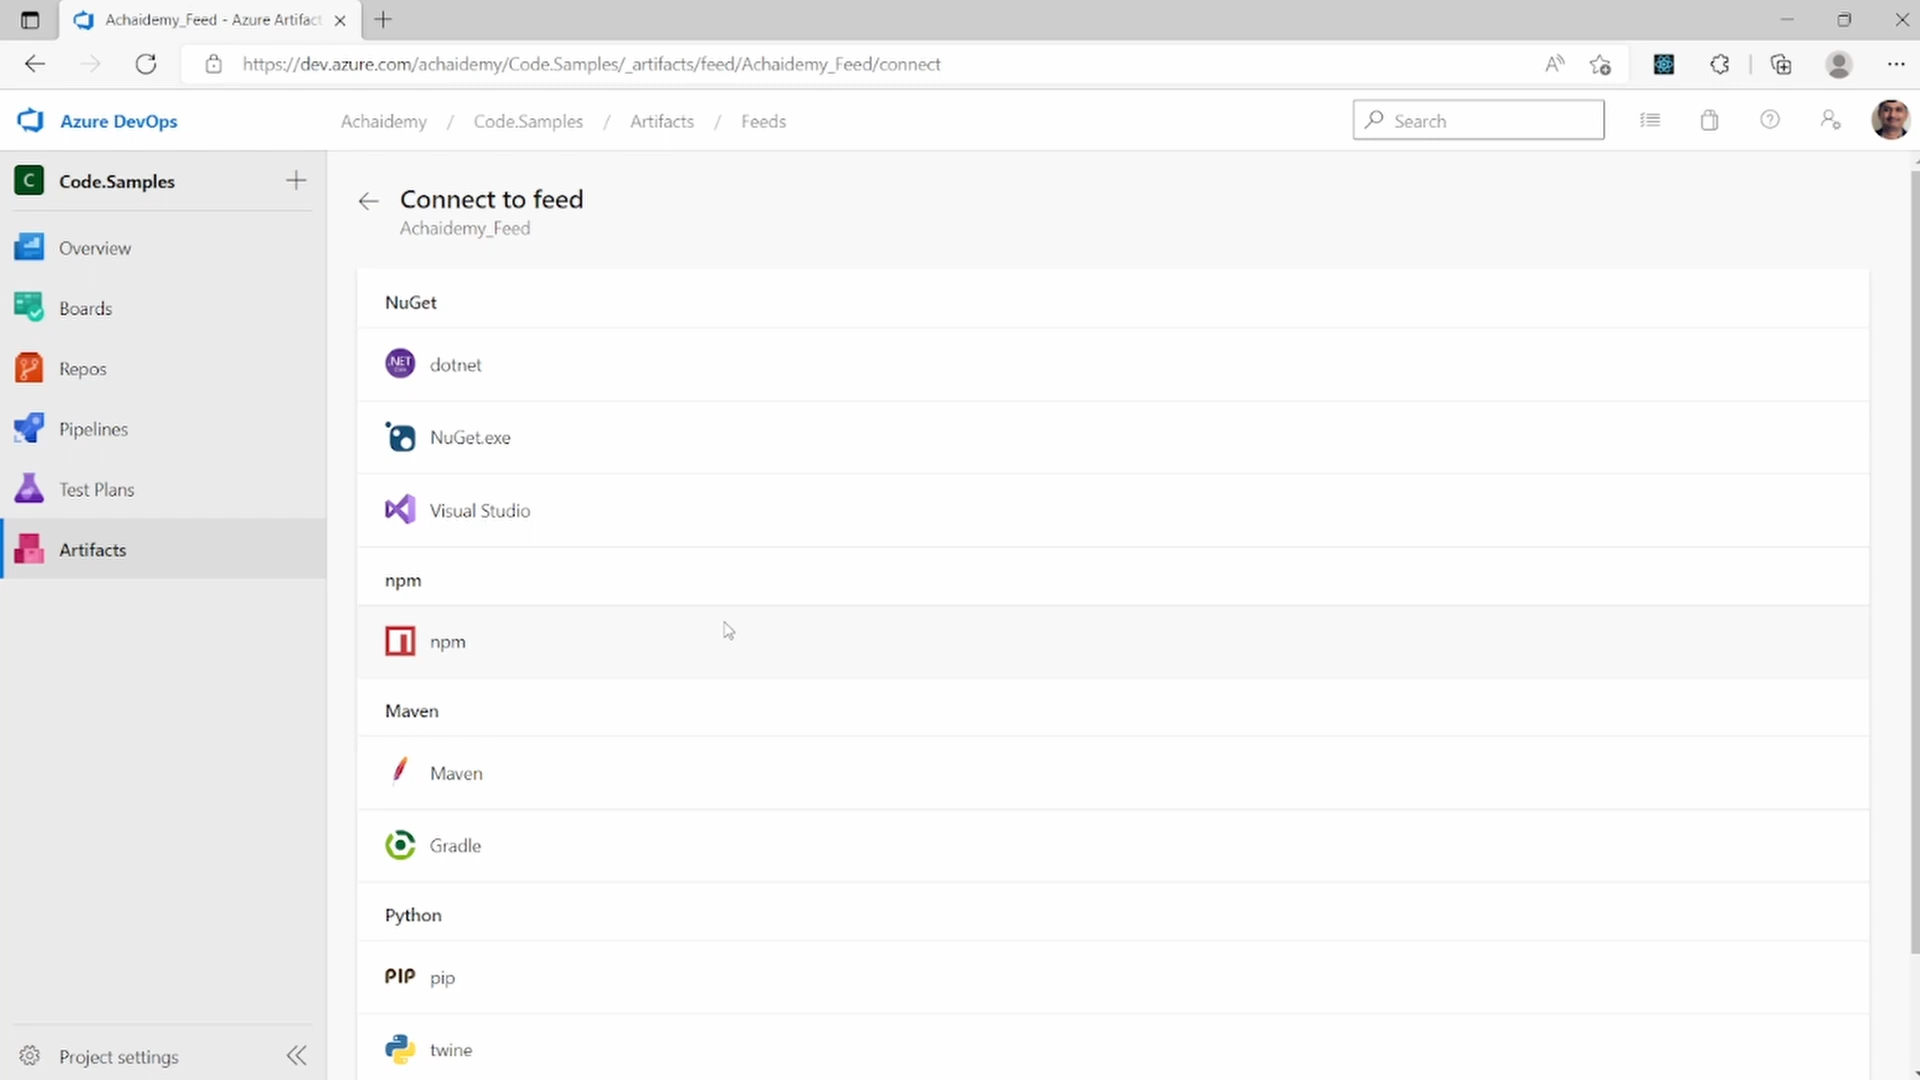 Achaidemy_Feed - Azure Artifact
https://dev.azure.com/achaidemy/Code.Samples/_artifacts/feed/Achaidemy_Feed/connect
Azure DevOps
Achaidemy / Code.Samples / Artifacts / Feeds
Search
C Code.Samples
Overview
Boards
Repos
Pipelines
Test Plans
Artifacts
Project settings
Connect to feed
Achaidemy_Feed
NuGet
.NET Core dotnet
NuGet.exe
Visual Studio
npm
npm
Maven
Maven
Gradle
Python
PIP pip
twine